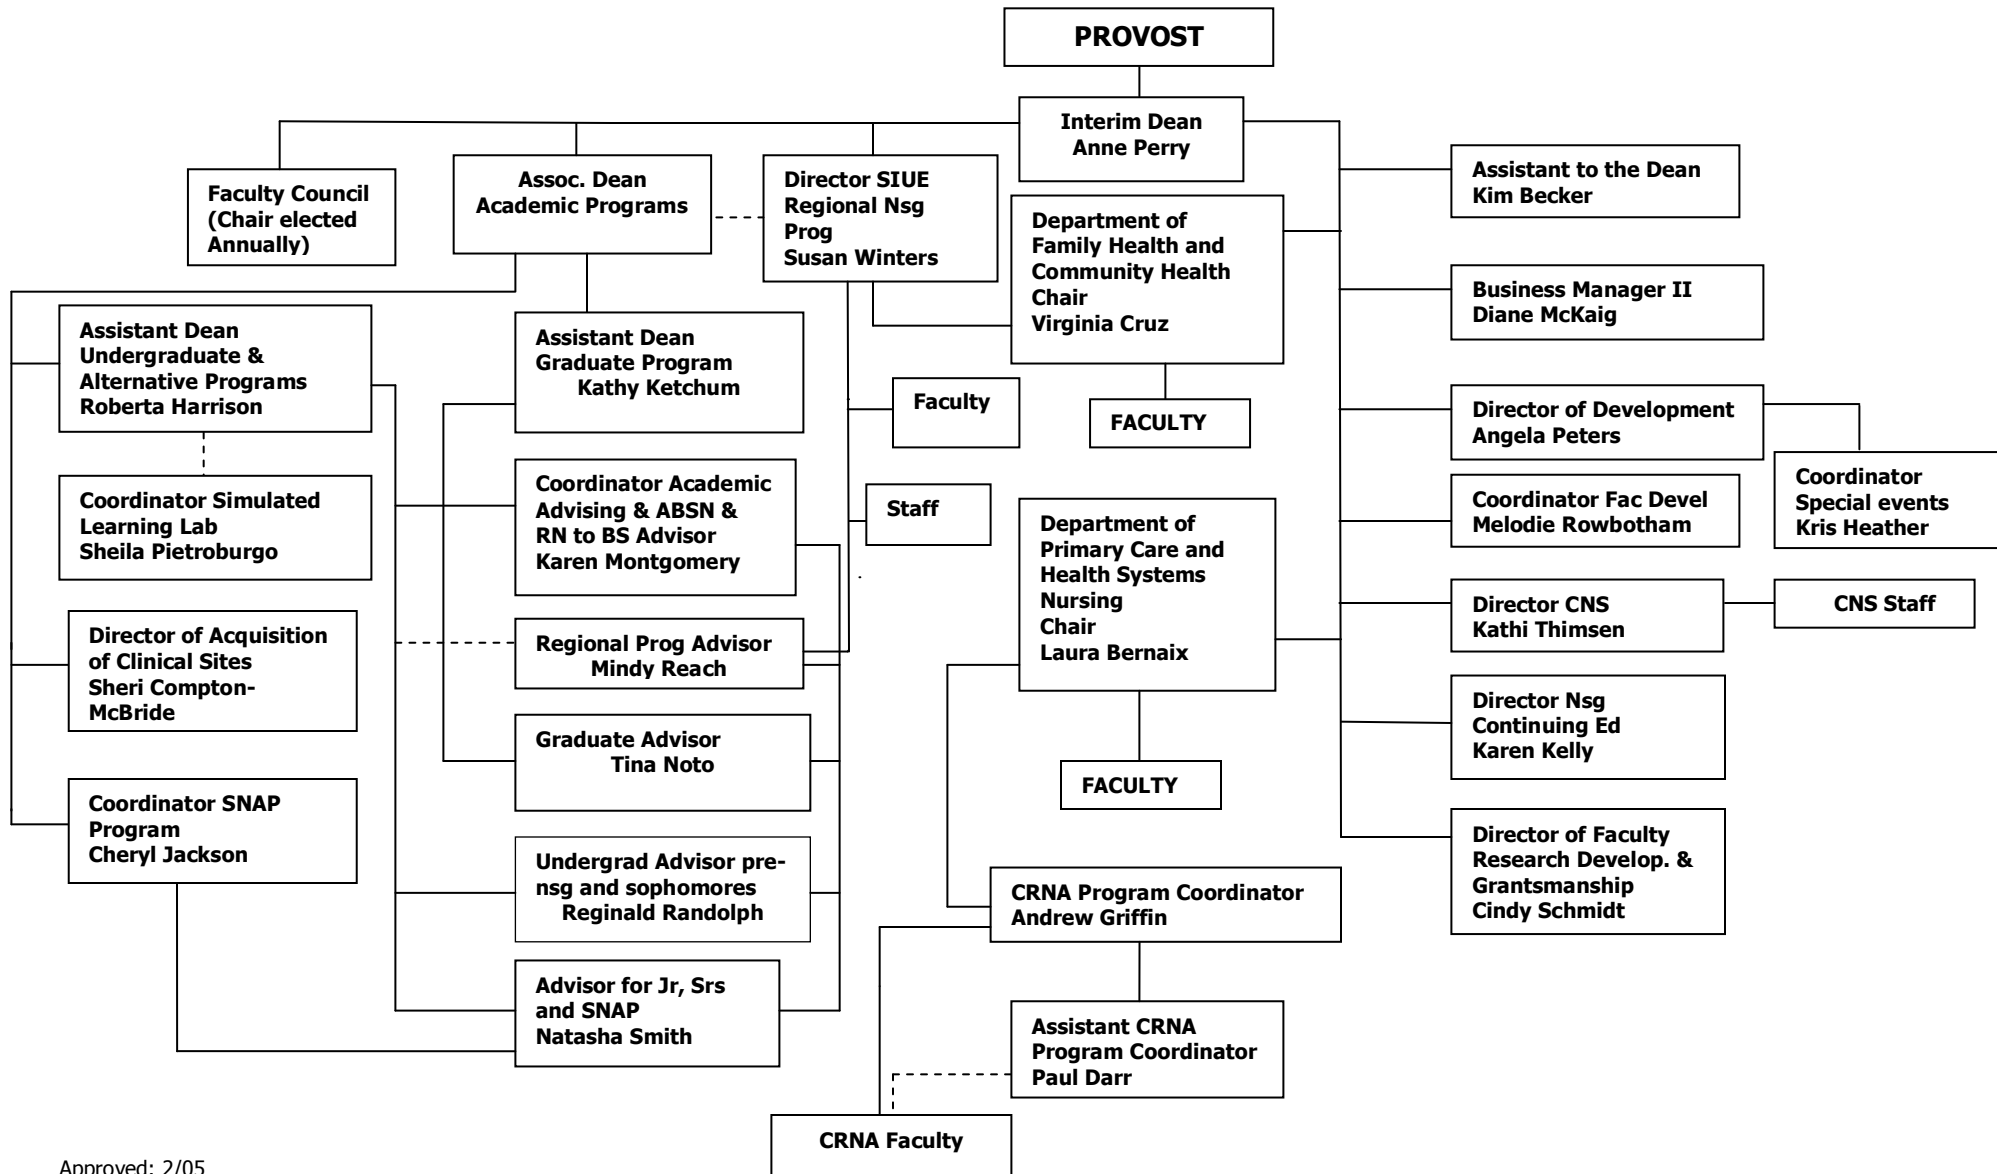 PROVOST
Interim Dean
Anne Perry
Faculty Council
(Chair elected
Annually)
Assoc. Dean
Academic Programs
Director SIUE
Regional Nsg
Prog
Susan Winters
Department of
Family Health and
Community Health
Chair
Virginia Cruz
Assistant to the Dean
Kim Becker
Business Manager II
Diane McKaig
Assistant Dean
Undergraduate &
Alternative Programs
Roberta Harrison
Assistant Dean
Graduate Program
Kathy Ketchum
Faculty
FACULTY
Director of Development
Angela Peters
Coordinator
Special events
Kris Heather
Coordinator Simulated
Learning Lab
Sheila Pietroburgo
Coordinator Academic
Advising & ABSN &
RN to BS Advisor
Karen Montgomery
Staff
Department of
Primary Care and
Health Systems
Nursing
Chair
Laura Bernaix
Coordinator Fac Devel
Melodie Rowbotham
Director CNS
Kathi Thimsen
CNS Staff
Director of Acquisition
of Clinical Sites
Sheri Compton-
McBride
Regional Prog Advisor
Mindy Reach
Director Nsg
Continuing Ed
Karen Kelly
Graduate Advisor
Tina Noto
FACULTY
Coordinator SNAP
Program
Cheryl Jackson
Undergrad Advisor pre-
nsg and sophomores
Reginald Randolph
CRNA Program Coordinator
Andrew Griffin
Director of Faculty
Research Develop. &
Grantsmanship
Cindy Schmidt
Advisor for Jr, Srs
and SNAP
Natasha Smith
Assistant CRNA
Program Coordinator
Paul Darr
CRNA Faculty
Approved: 2/05